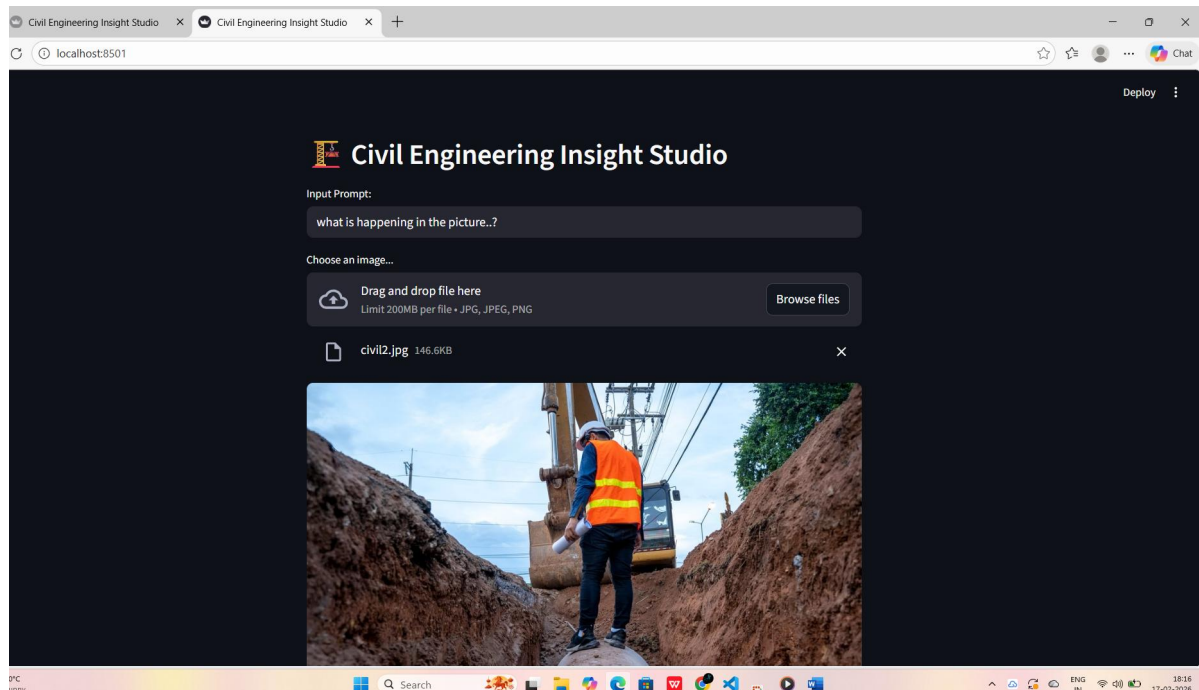 Civil Engineering Insight Studio
Civil Engineering Insight Studio
localhost:8501
Chat
Deploy
Civil Engineering Insight Studio
Input Prompt:
what is happening in the picture..?
Choose an image...
Drag and drop file here
Limit 200MB per file • JPG, JPEG, PNG
Browse files
civil2.jpg 146.6KB
Search
ENG
IN
18:16